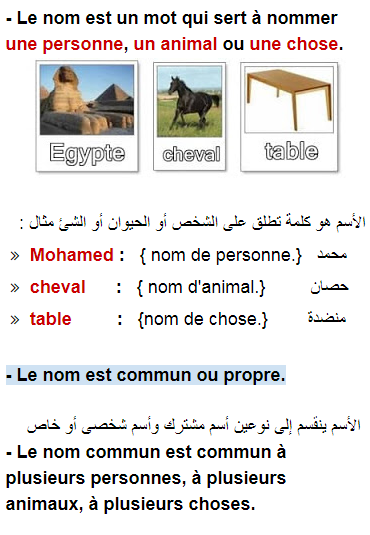 - Le nom est un mot qui sert à nommer
une personne, un animal ou une chose.
Egypte cheval table
الأسم هو كلمة تطلق على الشخص أو الحيوان أو الشئ مثال :
» Mohamed : { nom de personne.} محمد
» cheval : { nom d'animal.} حصان
» table : {nom de chose.} منضدة
- Le nom est commun ou propre.
الأسم ينقسم إلى نوعين أسم مشترك وأسم شخصى أو خاص
- Le nom commun est commun à
plusieurs personnes, à plusieurs
animaux, à plusieurs choses.